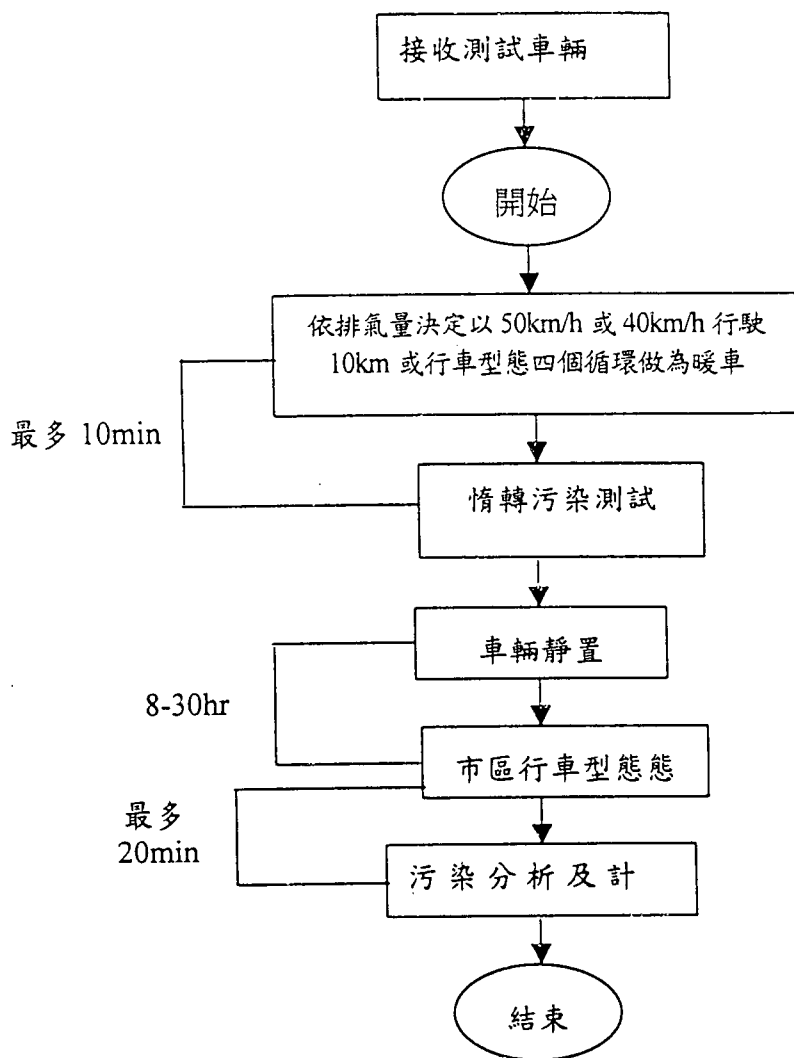 接收測試車輛
開始
依排氣量決定以 50km/h 或 40km/h 行駛
10km 或行車型態四個循環做為暖車
最多 10min
惰轉污染測試
車輛靜置
8-30hr
市區行車型態態
最多
20min
污染分析及計
結束